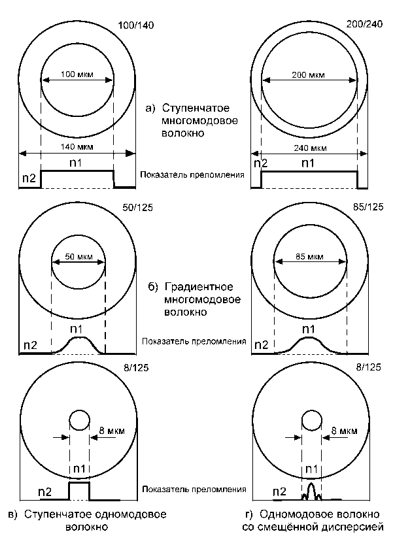 100/140
200/240
100 мкм
200 мкм
а) Ступенчатое
многомодовое
волокно
140 мкм
240 мкм
n1
n1
n2
Показатель преломления
n2
50/125
85/125
50 мкм
85 мкм
б) Градиентное
многомодовое
волокно
n1
n1
n2
Показатель преломления
n2
8/125
8/125
8 мкм
8 мкм
n1
n1
n2
Показатель преломления
n2
в) Ступенчатое одномодовое
волокно
г) Одномодовое волокно
со смещённой дисперсией